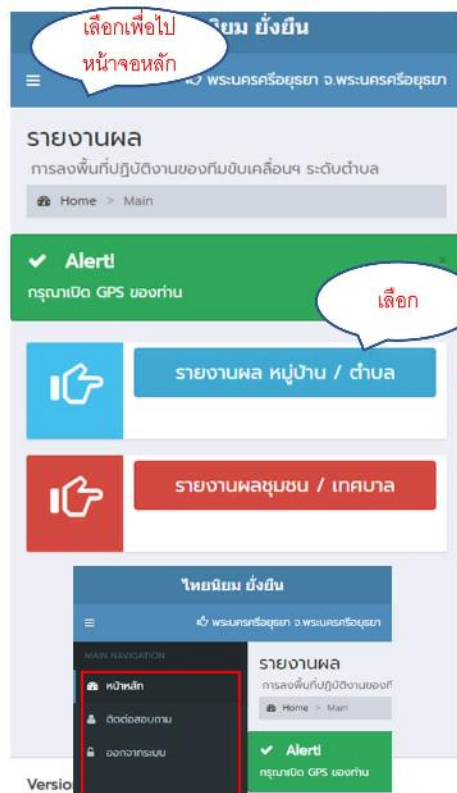 เลือกเพื่อไป
หน้าจอหลัก
ยม ยั่งยืน
พระนครศรีอยุธยา จ.พระนครศรีอยุธยา
รายงานผล
การลงพื้นที่ปฏิบัติงานของทีมขับเคลื่อนฯ ระดับตำบล
Home > Main
Alert!
×
กรุณาเปิด GPS ของท่าน
เลือก
รายงานผล หมู่บ้าน / ตำบล
รายงานผลชุมชน / เทศบาล
ไทยนิยม ยั่งยืน
พระนครศรีอยุธยา จ.พระนครศรีอยุธยา
MAIN NAVIGATION
หน้าหลัก
ติดต่อสอบถาม
ออกจากระบบ
รายงานผล
การลงพื้นที่ปฏิบัติงานของที
Home > Main
Alert!
กรุณาเปิด GPS ของท่าน
Versio